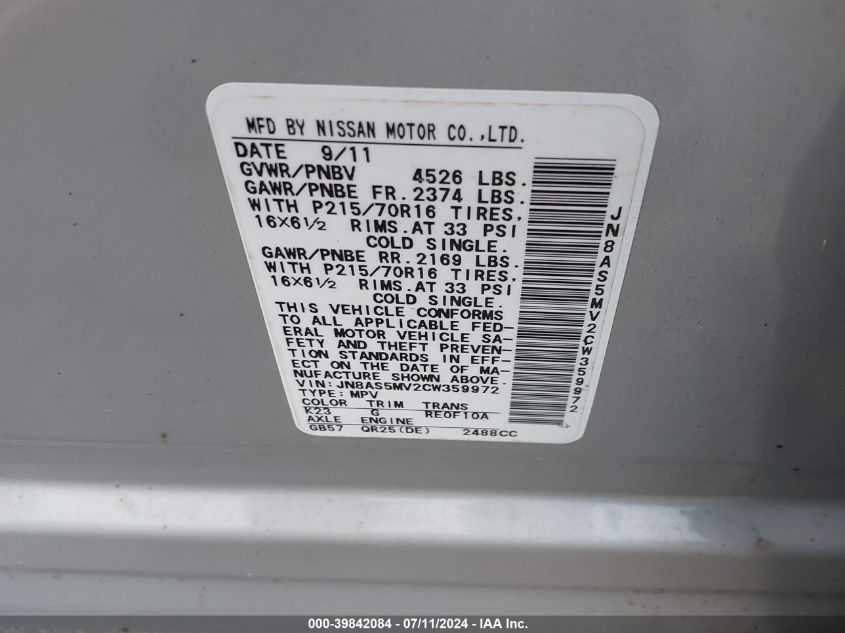 MFD BY NISSAN MOTOR CO.,LTD.
DATE 9/11
GVWR/PNBV 4526 LBS.
GAWR/PNBE FR. 2374 LBS.
WITH P215/70R16 TIRES,
16X6½ RIMS.AT 33 PSI
COLD SINGLE.
GAWR/PNBE RR. 2169 LBS.
WITH P215/70R16 TIRES,
16X6½ RIMS.AT 33 PSI
COLD SINGLE.
THIS VEHICLE CONFORMS
TO ALL APPLICABLE FED-
ERAL MOTOR VEHICLE SA-
FETY AND THEFT PREVEN-
TION STANDARDS IN EFF-
ECT ON THE DATE OF MA-
NUFACTURE SHOWN ABOVE.
VIN: JN8AS5MV2CW359972
TYPE: MPV
COLOR TRIM TRANS
K23 G RE0F10A
AXLE ENGINE
GB57 QR25(DE) 2488CC
JN8AS5MV2CW359972
000-39842084 / 07/11/2024 - IAA Inc.